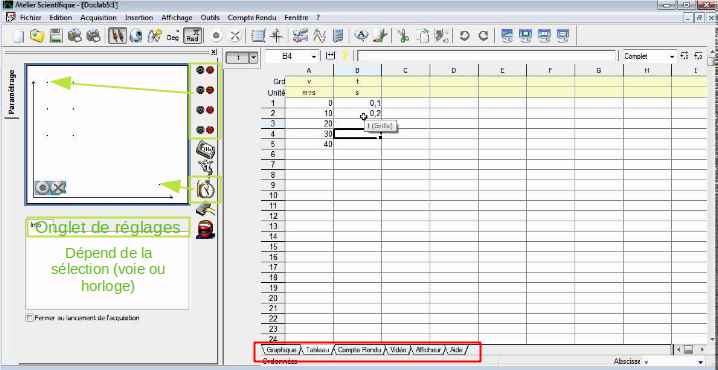 Atelier Scientifique - [Doclab5:1]
Fichier Edition Acquisition Insertion Affichage Outils Compte Rendu Fenêtre ?
Deg Rad
1 B4 Complet
Paramétrage
A B C D E F G H I
Grd v t
Unité mes s
1 0 0,1
2 10 0,2
3 20
t (Grille)
4 30
5 40
6
7
8
9
10
11
12
13
14
15
16
17
18
19
20
21
22
23
24
Info
Onglet de réglages
Dépend de la
sélection (voie ou
horloge)
Fermer au lancement de l'acquisition
Graphique Tableau Compte Rendu Vidéo Afficheur Aide
Ordonnées Abscisse v